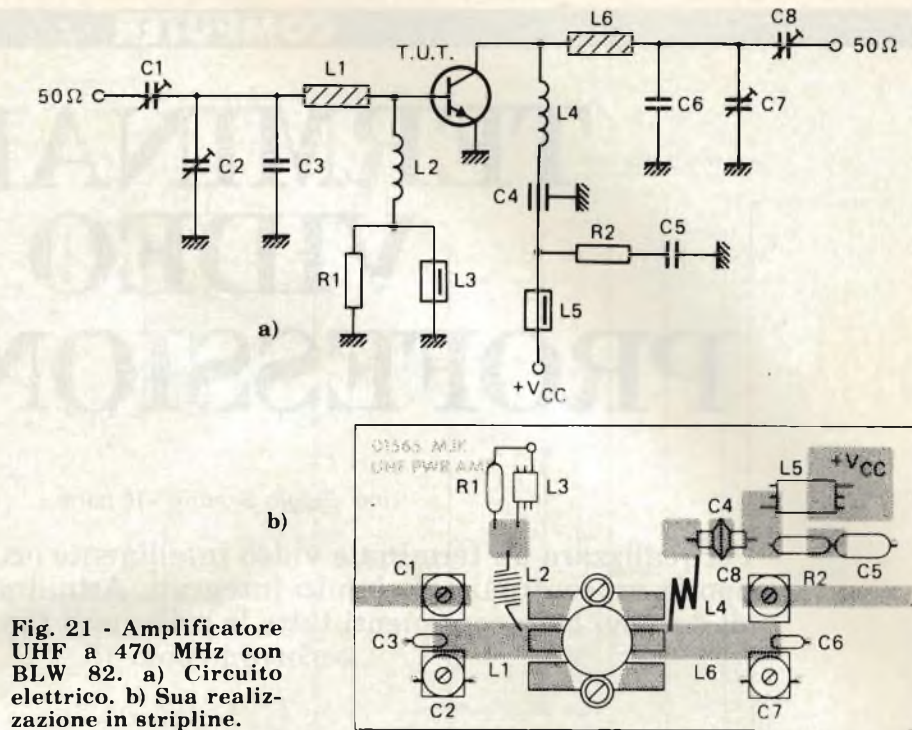 L6
C8
T.U.T.
C1
L1
50Ω
50Ω
L4
C6
C7
C2
C3
L2
C4
R2
C5
R1
L3
L5
a)
+VCC
b)
01565 MJK
UHF PWR AMP
R1
L3
+VCC
L5
C4
C1
L2
C8
R2
C5
L4
C3
C6
L1
L6
C2
C7
Fig. 21 - Amplificatore
UHF a 470 MHz con
BLW 82. a) Circuito
elettrico. b) Sua realiz-
zazione in stripline.